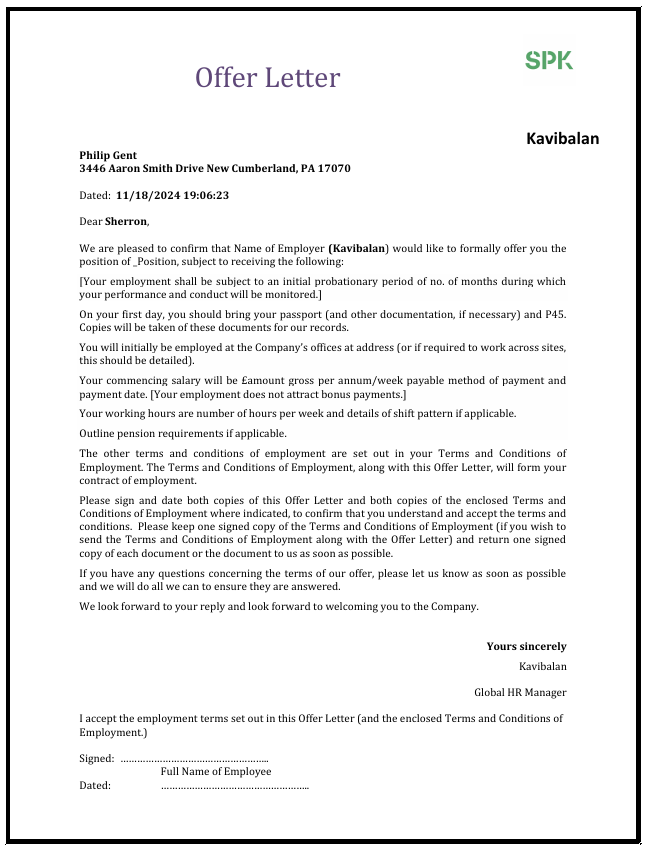 SPK
Offer Letter
Kavibalan
Philip Gent
3446 Aaron Smith Drive New Cumberland, PA 17070
Dated:  11/18/2024 19:06:23
Dear Sherron,
We are pleased to confirm that Name of Employer (Kavibalan) would like to formally offer you the
position of _Position, subject to receiving the following:
[Your employment shall be subject to an initial probationary period of no. of months during which
your performance and conduct will be monitored.]
On your first day, you should bring your passport (and other documentation, if necessary) and P45.
Copies will be taken of these documents for our records.
You will initially be employed at the Company's offices at address (or if required to work across sites,
this should be detailed).
Your commencing salary will be £amount gross per annum/week payable method of payment and
payment date. [Your employment does not attract bonus payments.]
Your working hours are number of hours per week and details of shift pattern if applicable.
Outline pension requirements if applicable.
The other terms and conditions of employment are set out in your Terms and Conditions of
Employment. The Terms and Conditions of Employment, along with this Offer Letter, will form your
contract of employment.
Please sign and date both copies of this Offer Letter and both copies of the enclosed Terms and
Conditions of Employment where indicated, to confirm that you understand and accept the terms and
conditions.  Please keep one signed copy of the Terms and Conditions of Employment (if you wish to
send the Terms and Conditions of Employment along with the Offer Letter) and return one signed
copy of each document or the document to us as soon as possible.
If you have any questions concerning the terms of our offer, please let us know as soon as possible
and we will do all we can to ensure they are answered.
We look forward to your reply and look forward to welcoming you to the Company.
Yours sincerely
Kavibalan
Global HR Manager
I accept the employment terms set out in this Offer Letter (and the enclosed Terms and Conditions of
Employment.)
Signed:  ……………………………………………..
Full Name of Employee
Dated:  ……………………………………………..